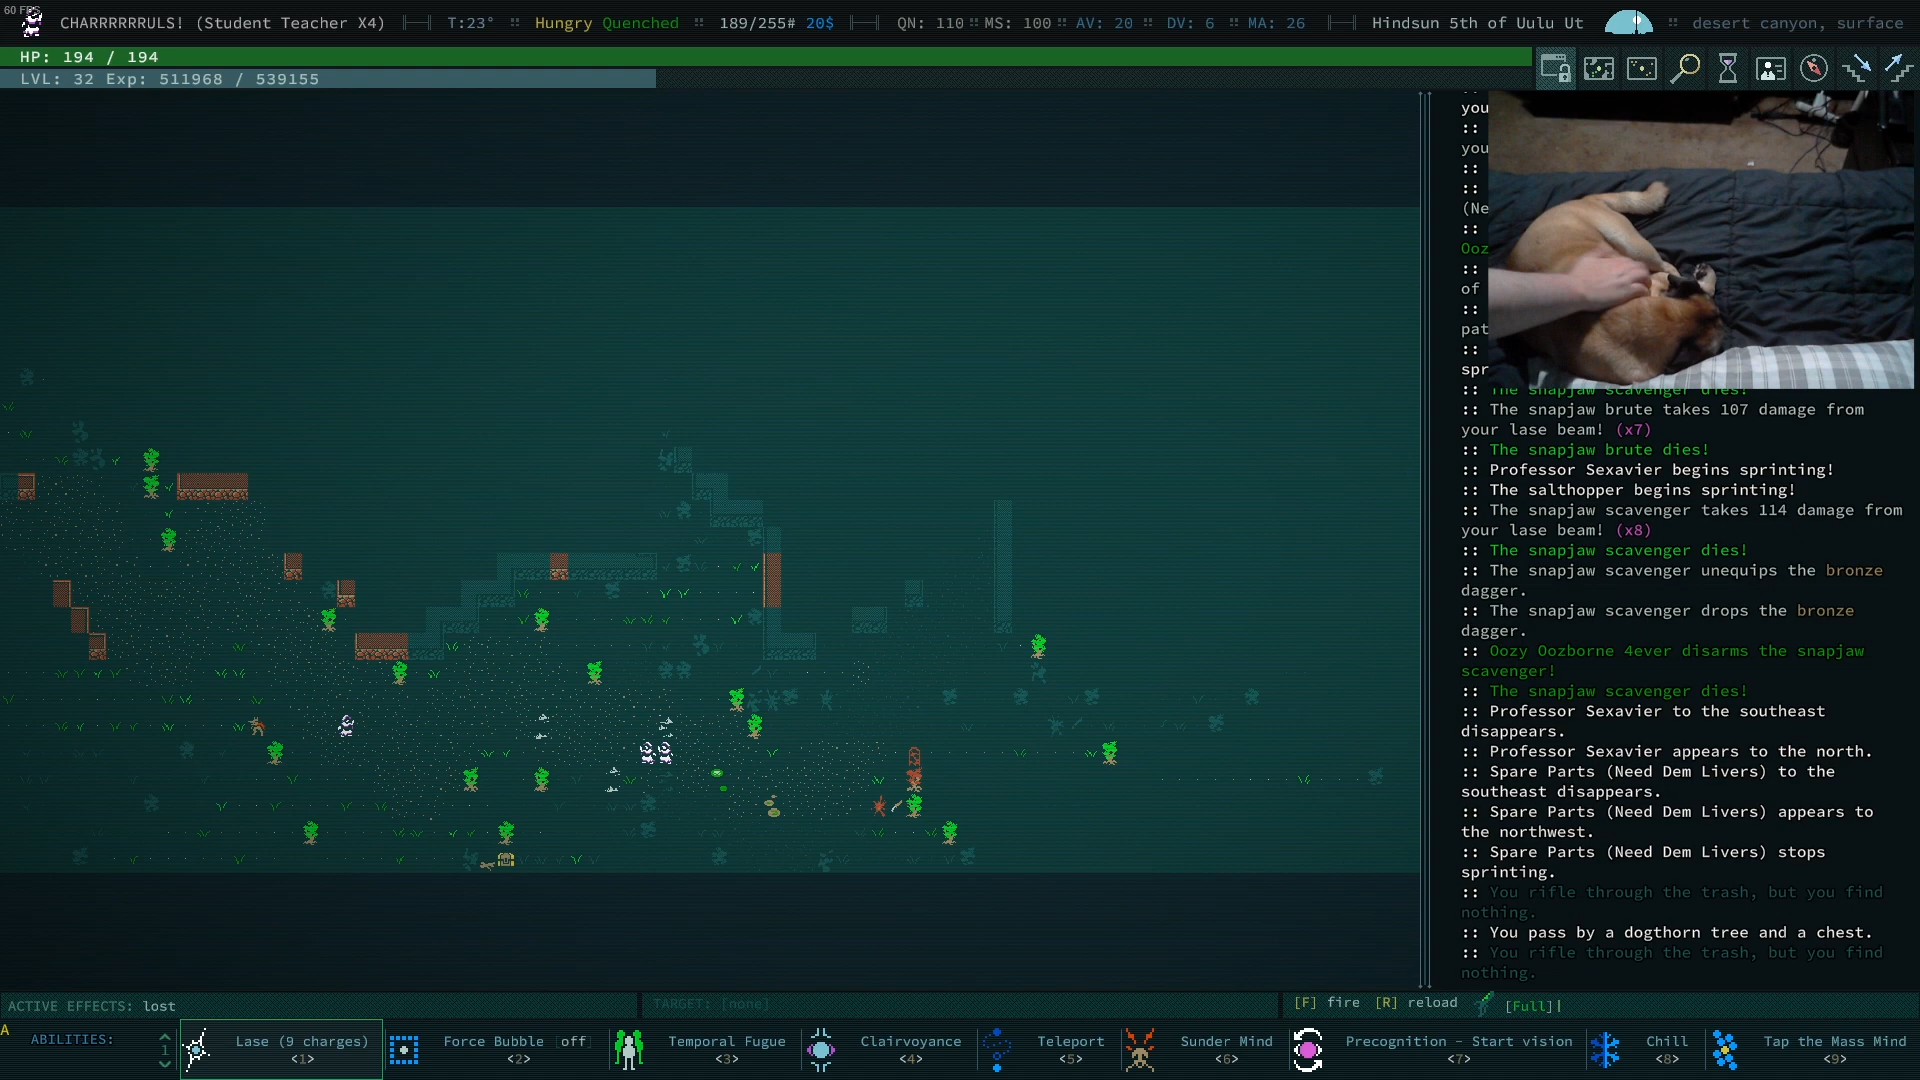 60 FPS
CHARRRRRRULS! (Student Teacher X4) T:23° :: Hungry Quenched :: 189/255# 20$ QN: 110 :: MS: 100 :: AV: 20 :: DV: 6 :: MA: 26 Hindsun 5th of Uulu Ut :: desert canyon, surface
HP: 194 / 194
LVL: 32 Exp: 511968 / 539155
you
::
you
::
::
(Ne
::
Ooz
::
of
::
pat
::
spr
:: The snapjaw scavenger dies!
:: The snapjaw brute takes 107 damage from
your lase beam! (x7)
:: The snapjaw brute dies!
:: Professor Sexavier begins sprinting!
:: The salthopper begins sprinting!
:: The snapjaw scavenger takes 114 damage from
your lase beam! (x8)
:: The snapjaw scavenger dies!
:: The snapjaw scavenger unequips the bronze
dagger.
:: The snapjaw scavenger drops the bronze
dagger.
:: Oozy Oozborne 4ever disarms the snapjaw
scavenger!
:: The snapjaw scavenger dies!
:: Professor Sexavier to the southeast
disappears.
:: Professor Sexavier appears to the north.
:: Spare Parts (Need Dem Livers) to the
southeast disappears.
:: Spare Parts (Need Dem Livers) appears to
the northwest.
:: Spare Parts (Need Dem Livers) stops
sprinting.
:: You rifle through the trash, but you find
nothing.
:: You pass by a dogthorn tree and a chest.
:: You rifle through the trash, but you find
nothing.
ACTIVE EFFECTS: lost
TARGET: [none]
[F] fire [R] reload [Full]
A
ABILITIES: 1
Lase (9 charges) <1>
Force Bubble off <2>
Temporal Fugue <3>
Clairvoyance <4>
Teleport <5>
Sunder Mind <6>
Precognition - Start vision <7>
Chill <8>
Tap the Mass Mind <9>